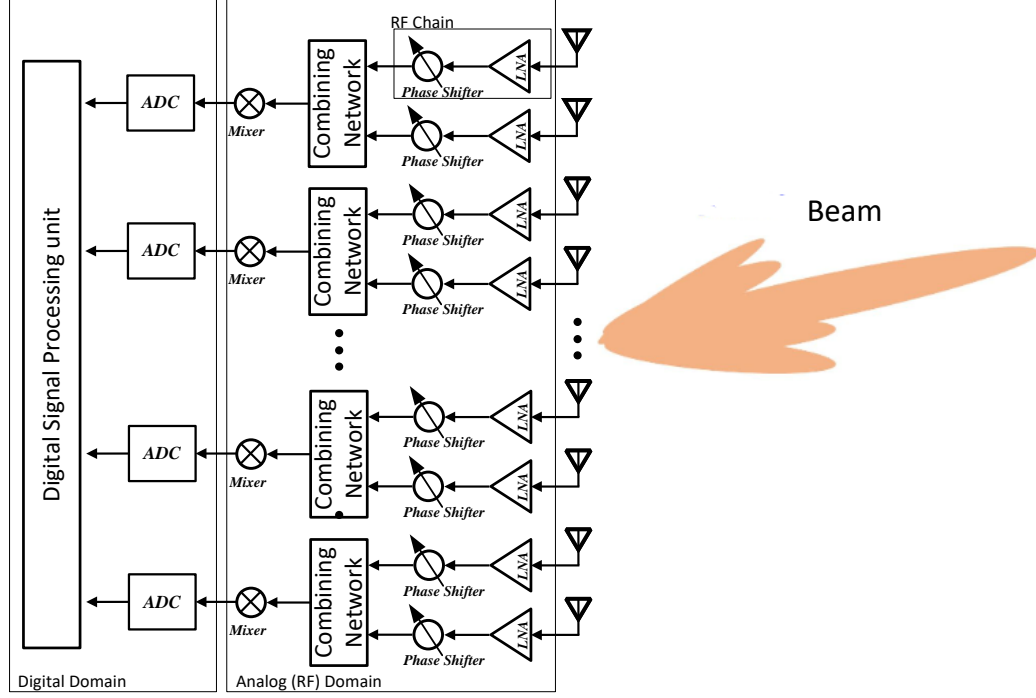 RF Chain
LNA
Phase Shifter
Combining
Network
ADC
Mixer
LNA
Phase Shifter
LNA
Phase Shifter
Combining
Network
ADC
Mixer
LNA
Phase Shifter
Beam
Digital Signal Processing unit
LNA
Phase Shifter
Combining
Network
ADC
Mixer
LNA
Phase Shifter
LNA
Phase Shifter
Combining
Network
ADC
Mixer
LNA
Phase Shifter
Digital Domain
Analog (RF) Domain